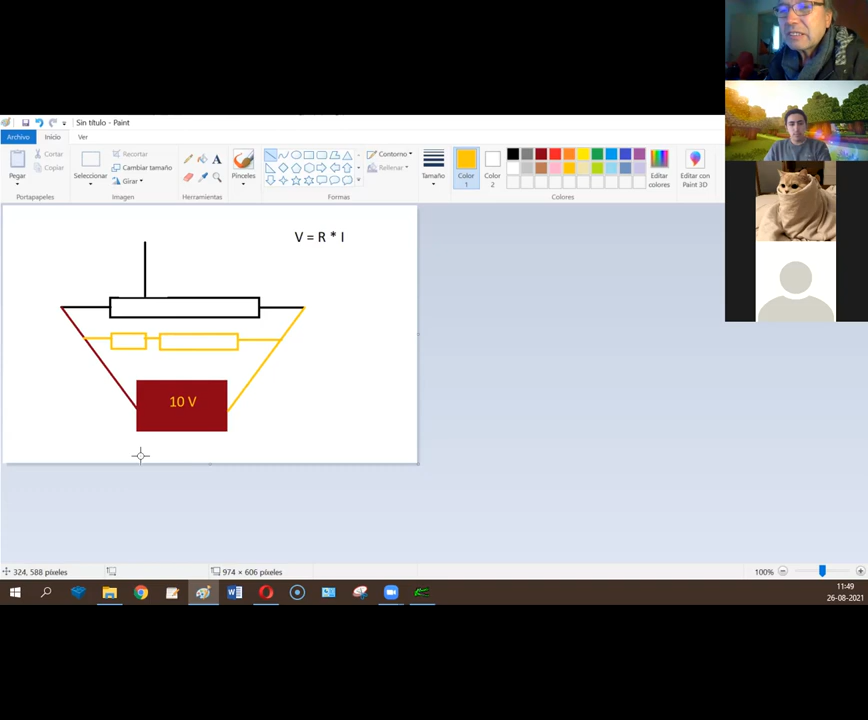 Sin título - Paint
Archivo Inicio Ver
Pegar
Cortar
Copiar
Portapapeles
Seleccionar
Recortar
Cambiar tamaño
Girar
Imagen
A
Herramientas
Pinceles
Contorno
Rellenar
Formas
Tamaño
Color 1
Color 2
Editar colores
Colores
Editar con Paint 3D
V = R * I
10 V
324, 588 píxeles
974 × 606 píxeles
100%
11:49
26-08-2021